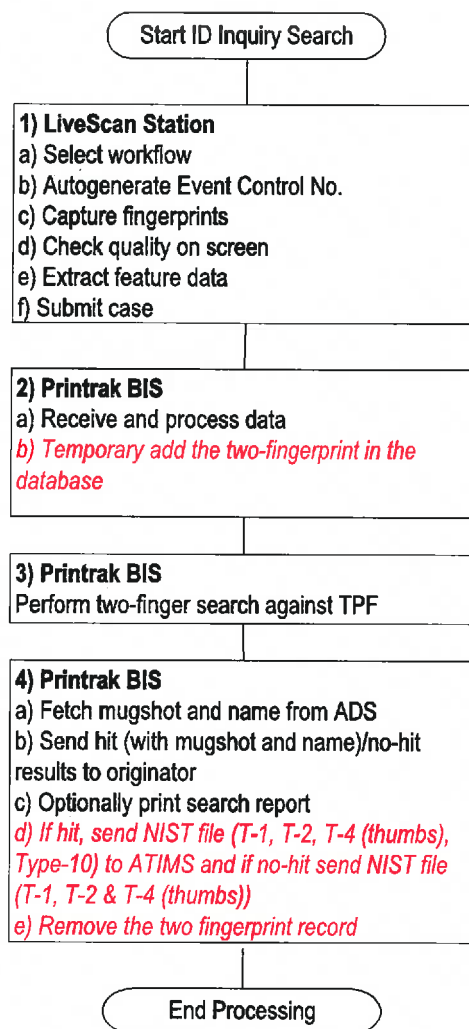 Start ID Inquiry Search
1) LiveScan Station
a) Select workflow
b) Autogenerate Event Control No.
c) Capture fingerprints
d) Check quality on screen
e) Extract feature data
f) Submit case
2) Printrak BIS
a) Receive and process data
b) Temporary add the two-fingerprint in the
database
3) Printrak BIS
Perform two-finger search against TPF
4) Printrak BIS
a) Fetch mugshot and name from ADS
b) Send hit (with mugshot and name)/no-hit
results to originator
c) Optionally print search report
d) If hit, send NIST file (T-1, T-2, T-4 (thumbs),
Type-10) to ATIMS and if no-hit send NIST file
(T-1, T-2 & T-4 (thumbs))
e) Remove the two fingerprint record
End Processing